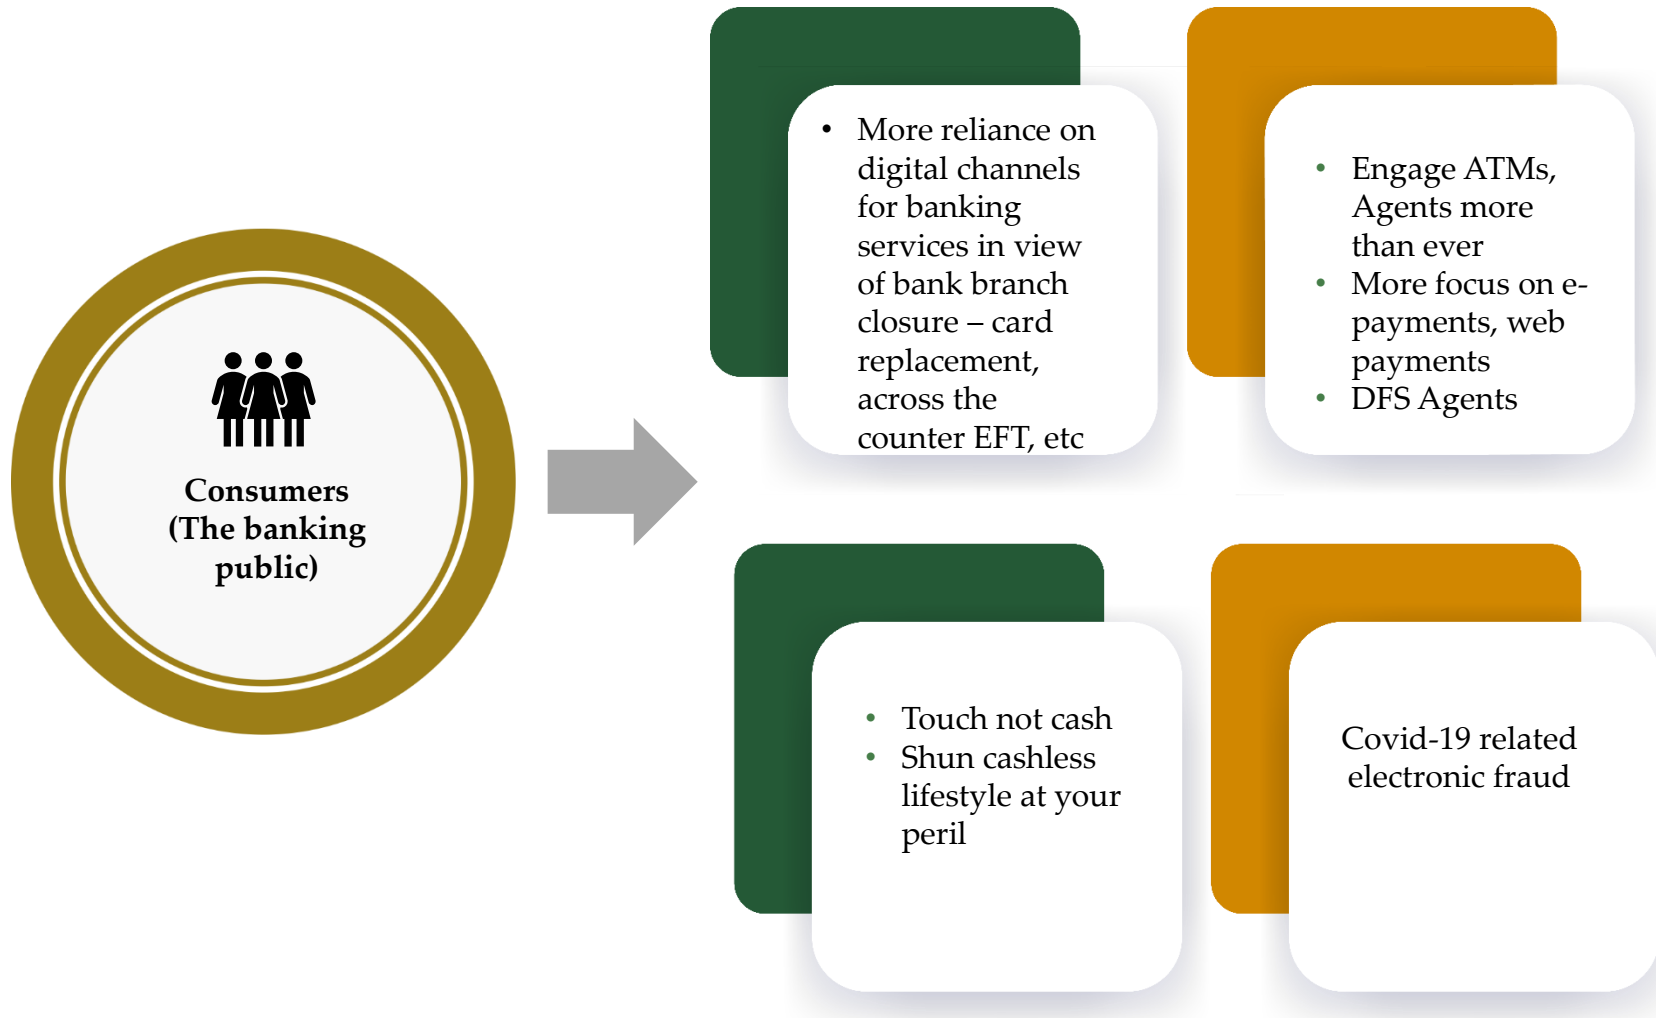 Consumers
(The banking
public)
• More reliance on
digital channels
for banking
services in view
of bank branch
closure – card
replacement,
across the
counter EFT, etc
• Engage ATMs,
Agents more
than ever
• More focus on e-
payments, web
payments
• DFS Agents
• Touch not cash
• Shun cashless
lifestyle at your
peril
Covid-19 related
electronic fraud